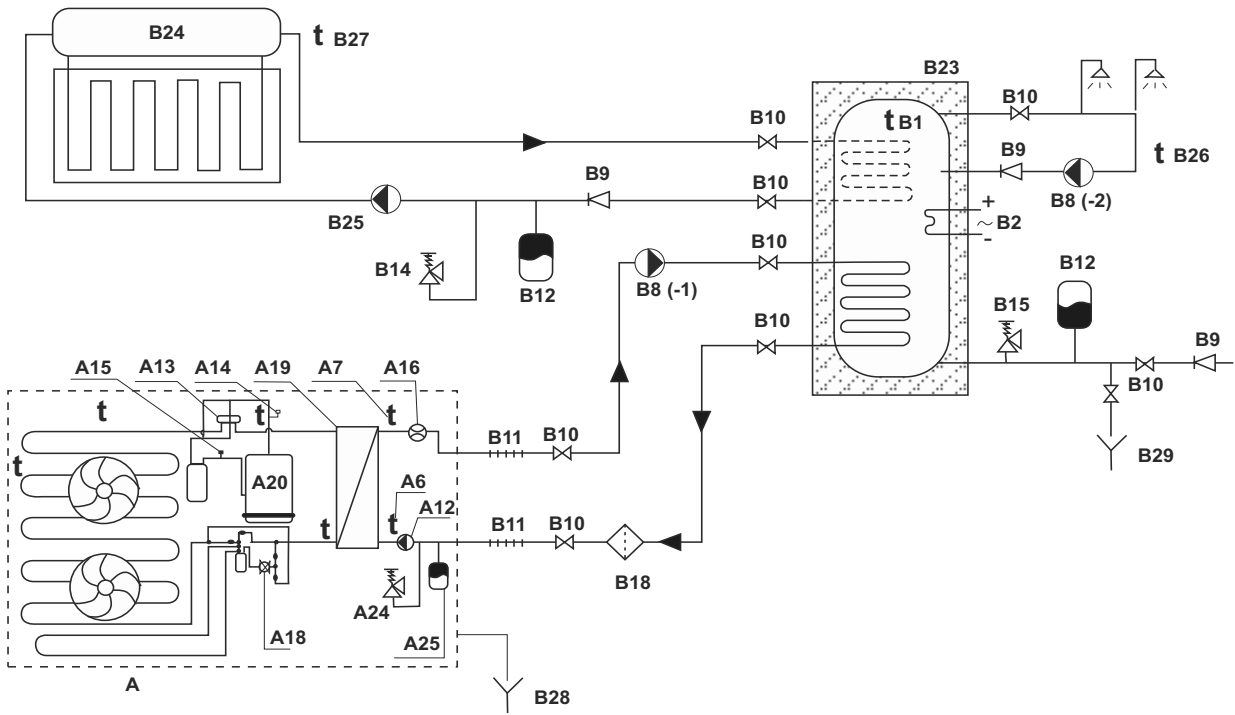 B24
t B27
B23
B10
B10
t B1
B9
t B26
B9
B10
B25
B8 (-2)
+
~ B2
-
B10
B14
B12
B8 (-1)
B12
B15
B10
B9
B10
A15
A13
A14
A19
A7
A16
t
t
t
B11
B10
B29
t
A20
A6
A12
t
t
B11
B10
B18
A24
A18
A25
A
B28